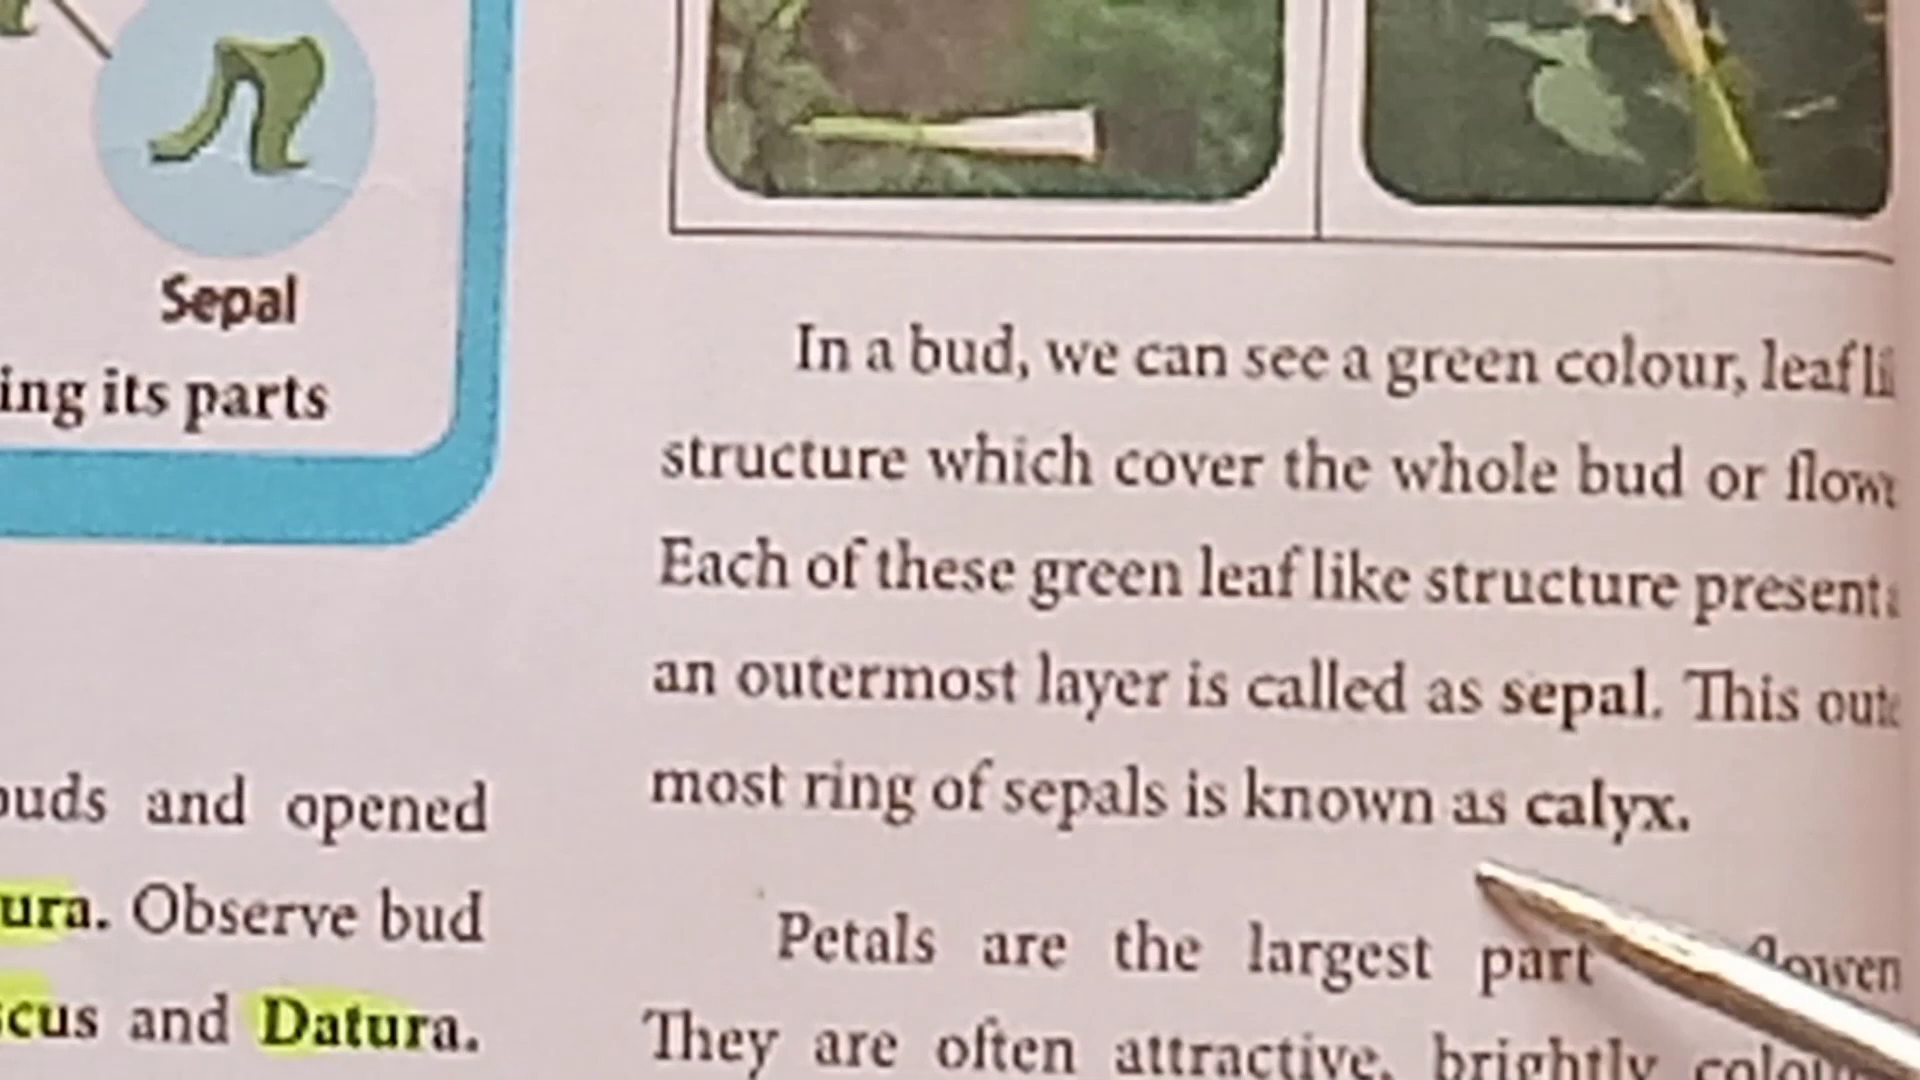 Sepal
ing its parts
buds and opened
ura. Observe bud
cus and Datura.
In a bud, we can see a green colour, leaf
structure which cover the whole bud or
Each of these green leaf like structure present
an outermost layer is called as sepal. This
most ring of sepals is known as calyx.
Petals are the largest part
They are often attractive, brightly